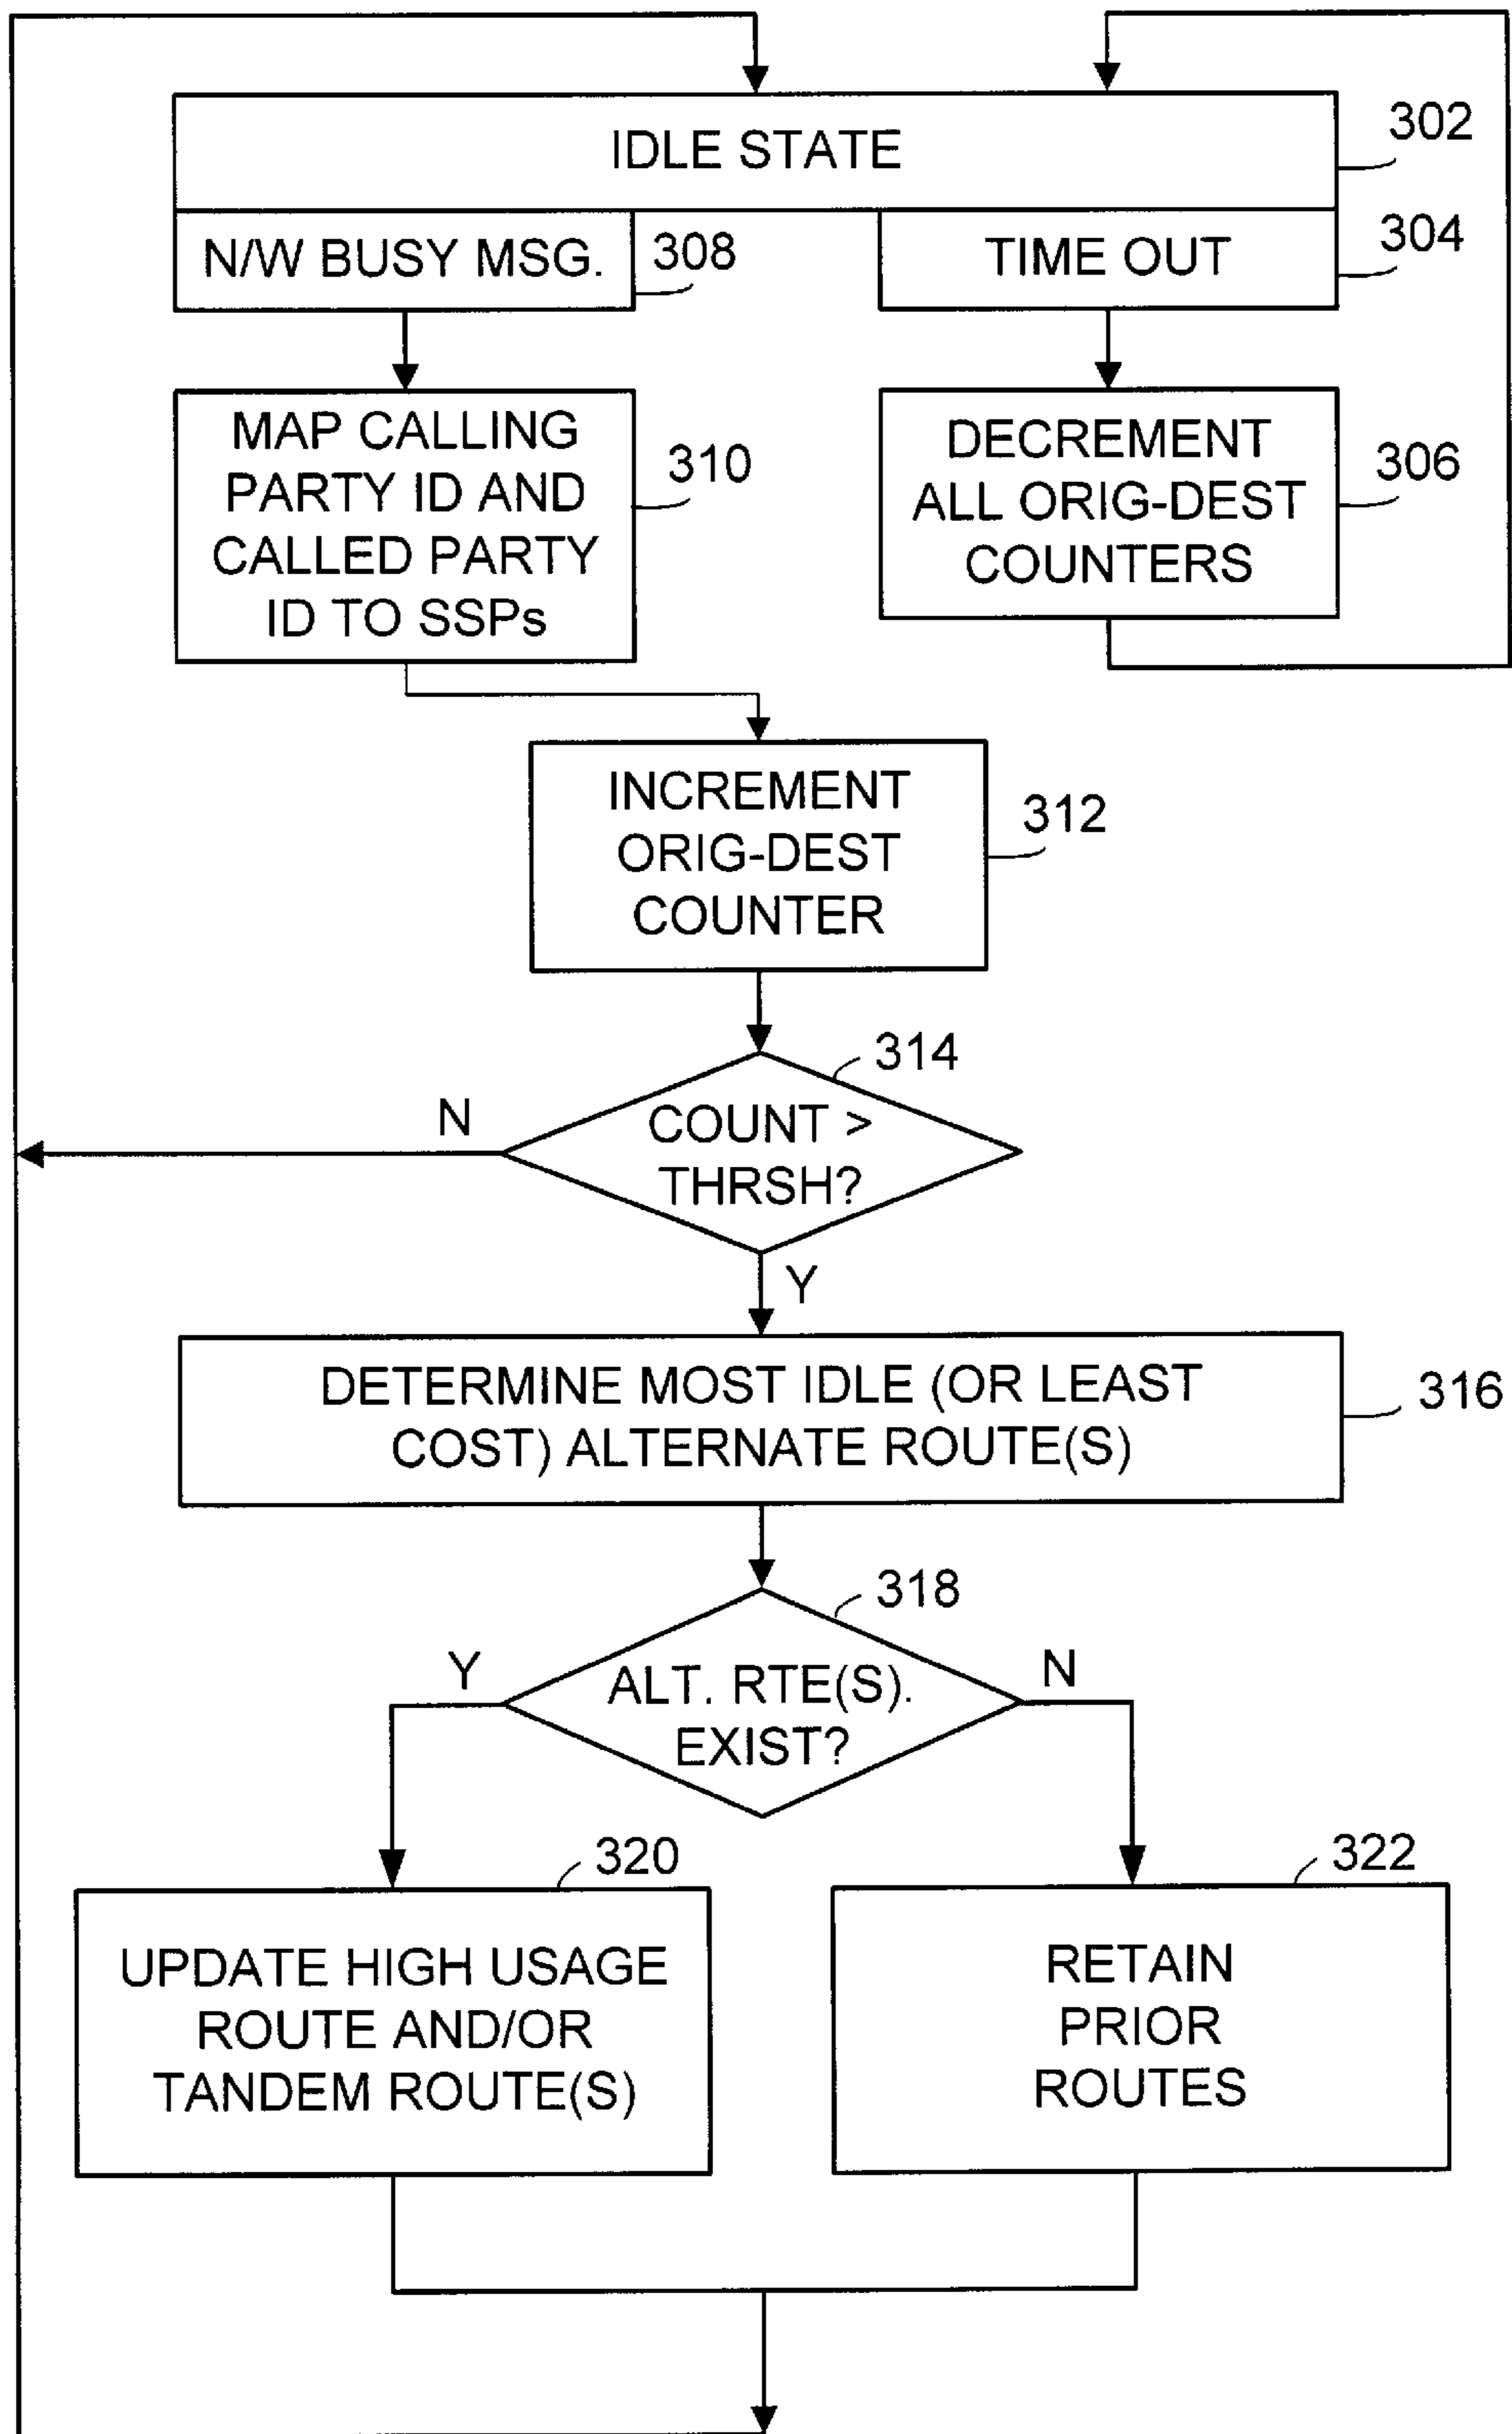 IDLE STATE
302
N/W BUSY MSG.
308
TIME OUT
304
MAP CALLING
PARTY ID AND
CALLED PARTY
ID TO SSPs
310
DECREMENT
ALL ORIG-DEST
COUNTERS
306
INCREMENT
ORIG-DEST
COUNTER
312
314
N
COUNT >
THRSH?
Y
DETERMINE MOST IDLE (OR LEAST
COST) ALTERNATE ROUTE(S)
316
318
Y
ALT. RTE(S).
EXIST?
N
320
UPDATE HIGH USAGE
ROUTE AND/OR
TANDEM ROUTE(S)
322
RETAIN
PRIOR
ROUTES